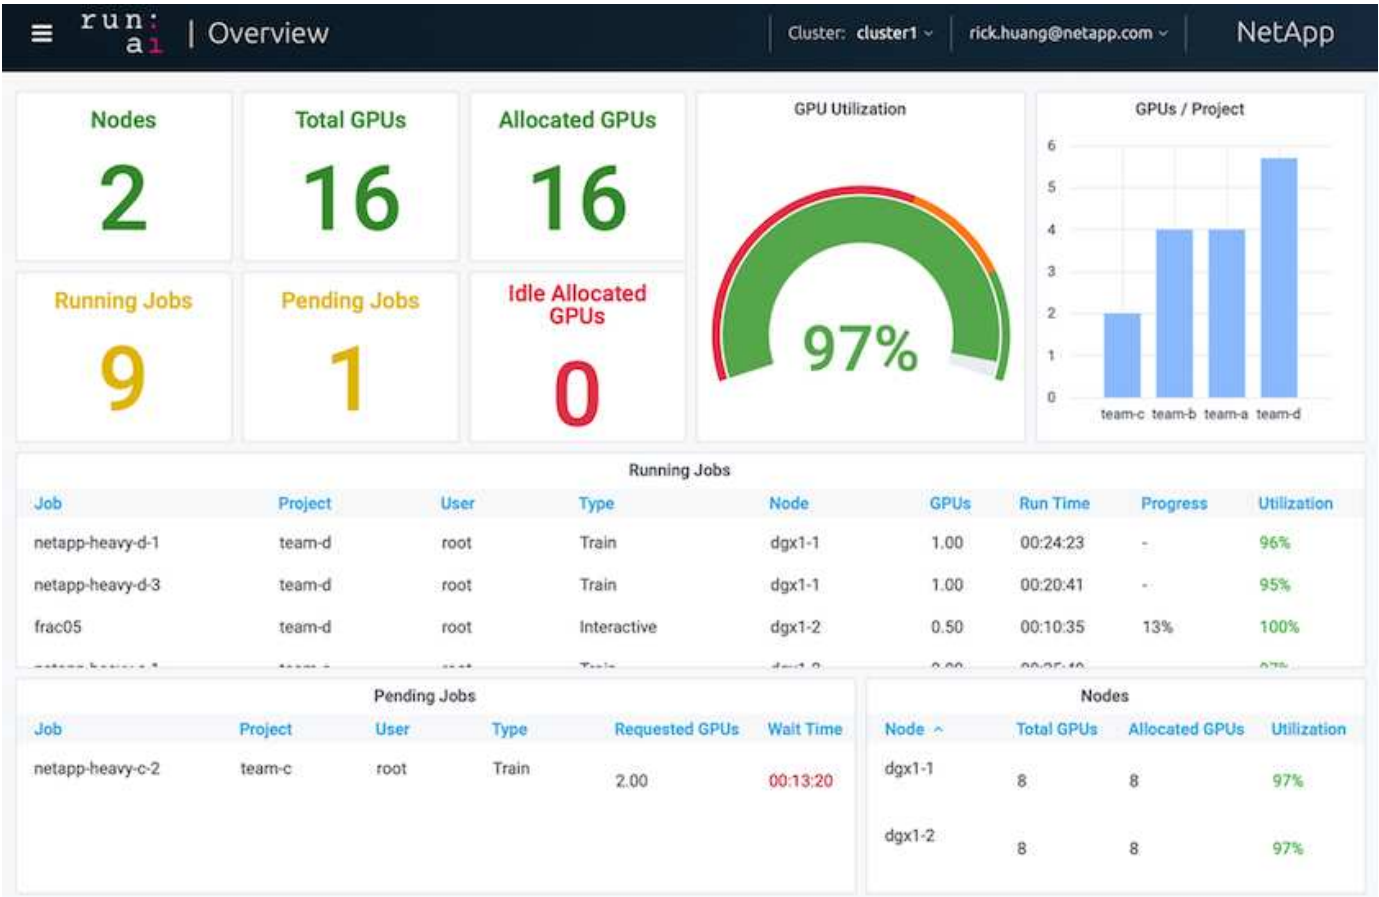 run:
ai
| Overview
Cluster: cluster1
rick.huang@netapp.com
NetApp
Nodes
2
Total GPUs
16
Allocated GPUs
16
Running Jobs
9
Pending Jobs
1
Idle Allocated
GPUs
0
GPU Utilization
97%
GPUs / Project
6
5
4
3
2
1
0
team-c team-b team-a team-d
Running Jobs
Job Project User Type Node GPUs Run Time Progress Utilization
netapp-heavy-d-1 team-d root Train dgx1-1 1.00 00:24:23 - 96%
netapp-heavy-d-3 team-d root Train dgx1-1 1.00 00:20:41 - 95%
frac05 team-d root Interactive dgx1-2 0.50 00:10:35 13% 100%
Pending Jobs
Job Project User Type Requested GPUs Wait Time
netapp-heavy-c-2 team-c root Train 2.00 00:13:20
Nodes
Node Total GPUs Allocated GPUs Utilization
dgx1-1 8 8 97%
dgx1-2 8 8 97%